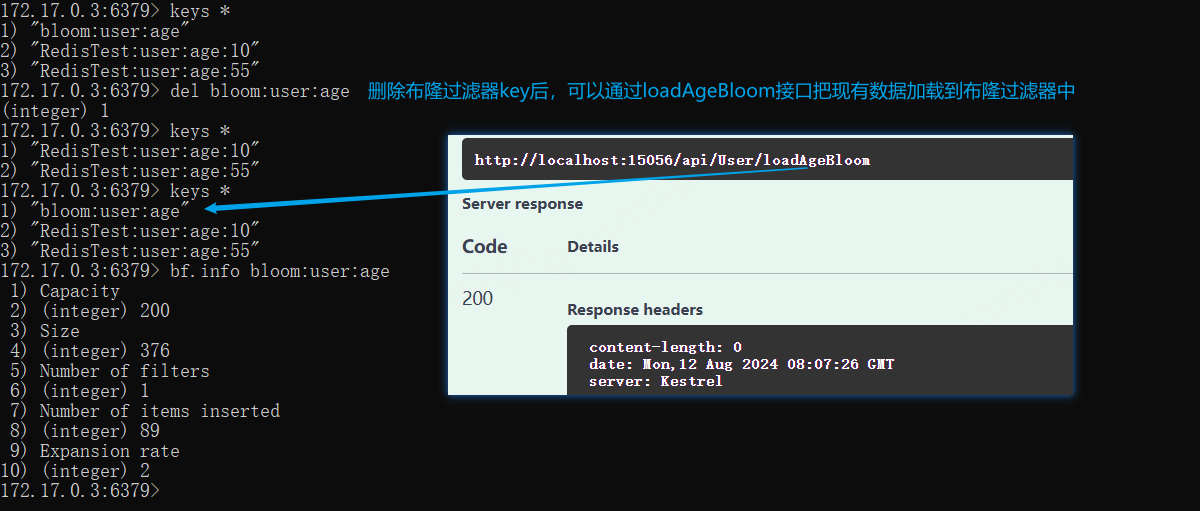 172.17.0.3:6379> keys *
1) "bloom:user:age"
2) "RedisTest:user:age:10"
3) "RedisTest:user:age:55"
172.17.0.3:6379> del bloom:user:age
删除布隆过滤器key后，可以通过loadAgeBloom接口把现有数据加载到布隆过滤器中
(integer) 1
172.17.0.3:6379> keys *
1) "RedisTest:user:age:10"
2) "RedisTest:user:age:55"
172.17.0.3:6379> keys *
1) "bloom:user:age"
2) "RedisTest:user:age:10"
3) "RedisTest:user:age:55"
172.17.0.3:6379> bf.info bloom:user:age
1) Capacity
2) (integer) 200
3) Size
4) (integer) 376
5) Number of filters
6) (integer) 1
7) Number of items inserted
8) (integer) 89
9) Expansion rate
10) (integer) 2
172.17.0.3:6379>
http://localhost:15056/api/User/loadAgeBloom
Server response
Code Details
200
Response headers
content-length: 0
date: Mon,12 Aug 2024 08:07:26 GMT
server: Kestrel